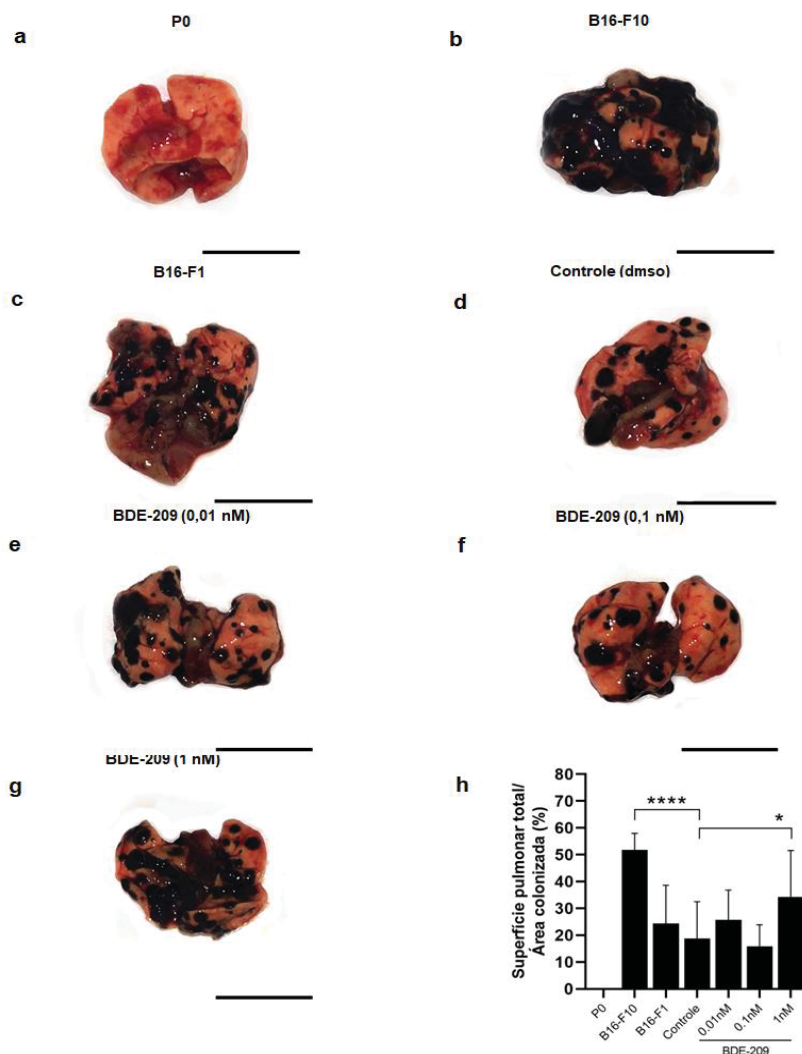 P0
a
B16-F10
b
B16-F1
c
Controle (dmso)
d
BDE-209 (0,01 nM)
e
BDE-209 (0,1 nM)
f
BDE-209 (1 nM)
g
h
Superfície pulmonar total/
Área colonizada (%)
80
70
60
50
40
30
20
10
0
****
*
P0
B16-F10
B16-F1
Controle
0.01nM
0.1nM
1nM
BDE-209